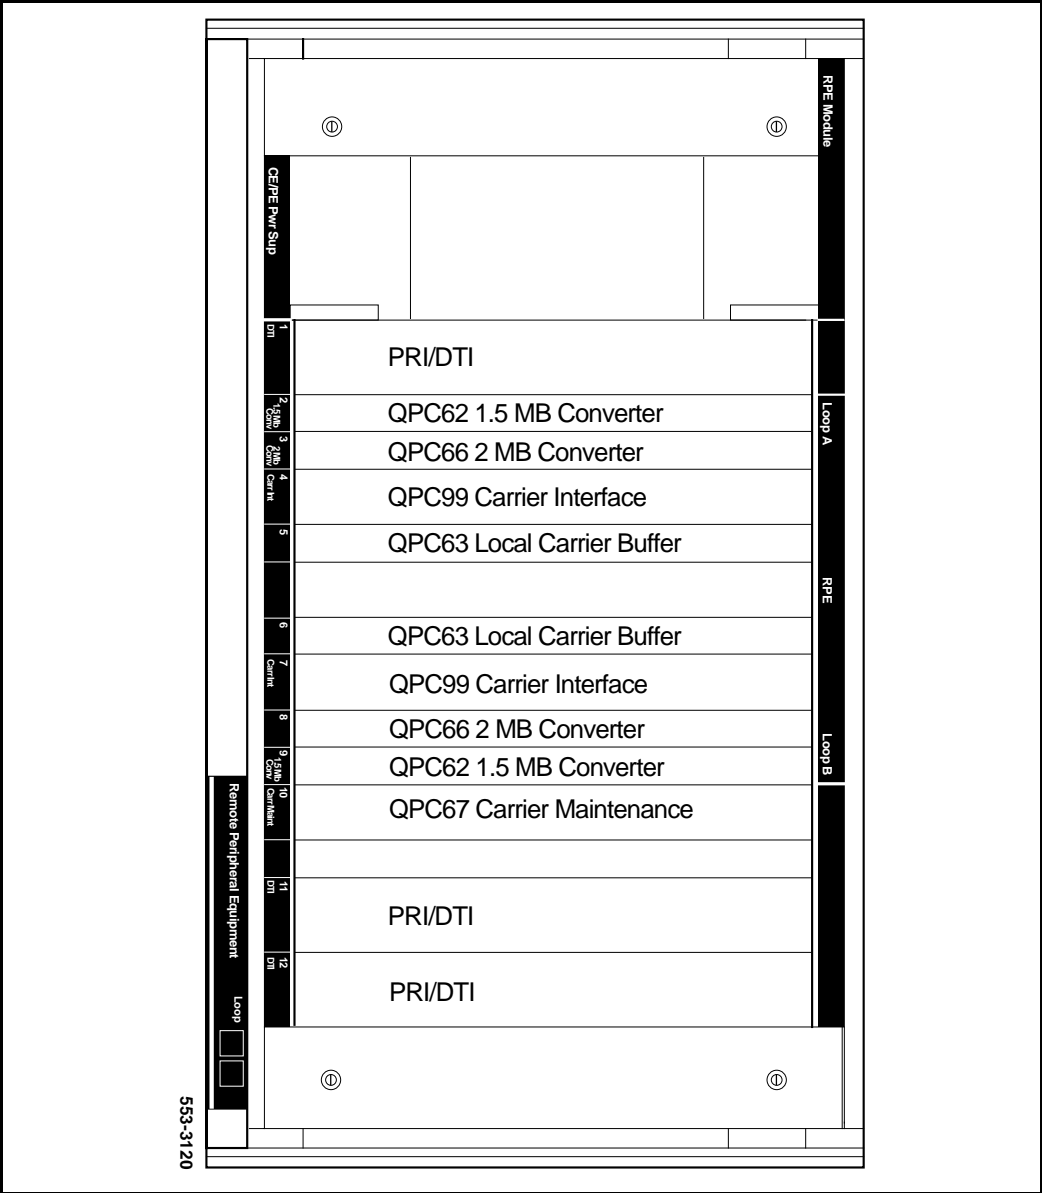 RPE Module
CE/PE Pwr Sup
1
DTI
PRI/DTI
2
1.5 Mb
Conv
QPC62 1.5 MB Converter
Loop A
3
2 Mb
Conv
QPC66 2 MB Converter
4
Carr Int
QPC99 Carrier Interface
5
QPC63 Local Carrier Buffer
RPE
6
QPC63 Local Carrier Buffer
7
Carr Int
QPC99 Carrier Interface
8
QPC66 2 MB Converter
Loop B
9
1.5 Mb
Conv
QPC62 1.5 MB Converter
10
Carr Maint
QPC67 Carrier Maintenance
11
DTI
PRI/DTI
12
DTI
PRI/DTI
Remote Peripheral Equipment
Loop
553-3120